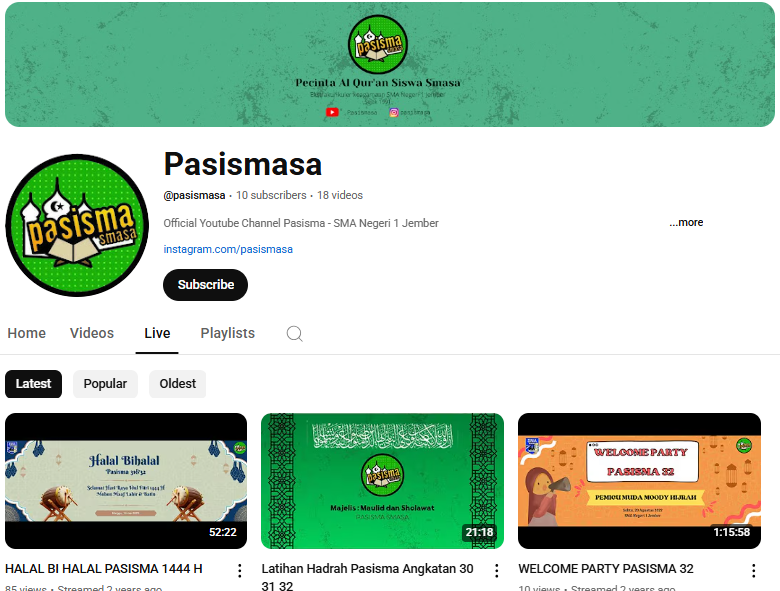 pasisma
smasa
Pecinta Al Qur'an Siswa Smasa
Ekstrakurikuler Keagamaan SMA Negeri 1 Jember
Pasismasa pasismasa
pasisma
smasa
Pasismasa
@pasismasa • 10 subscribers • 18 videos
Official Youtube Channel Pasisma - SMA Negeri 1 Jember
...more
instagram.com/pasismasa
Subscribe
Home Videos Live Playlists
Latest Popular Oldest
Halal Bihalal
Pasisma 31&32
Selamat Hari Raya Idul Fitri 1444 H
Mohon Maaf Lahir & Batin
52:22
pasisma
smasa
Majelis : Maulid dan Sholawat
PASISMA SMASA
21:18
WELCOME PARTY
PASISMA 32
PEMUDI MUDA MOODY HIJRAH
SMA Negeri 1 Jember
1:15:58
HALAL BI HALAL PASISMA 1444 H
85 views • Streamed 2 years ago
Latihan Hadrah Pasisma Angkatan 30
31 32
WELCOME PARTY PASISMA 32
10 views • Streamed 2 years ago